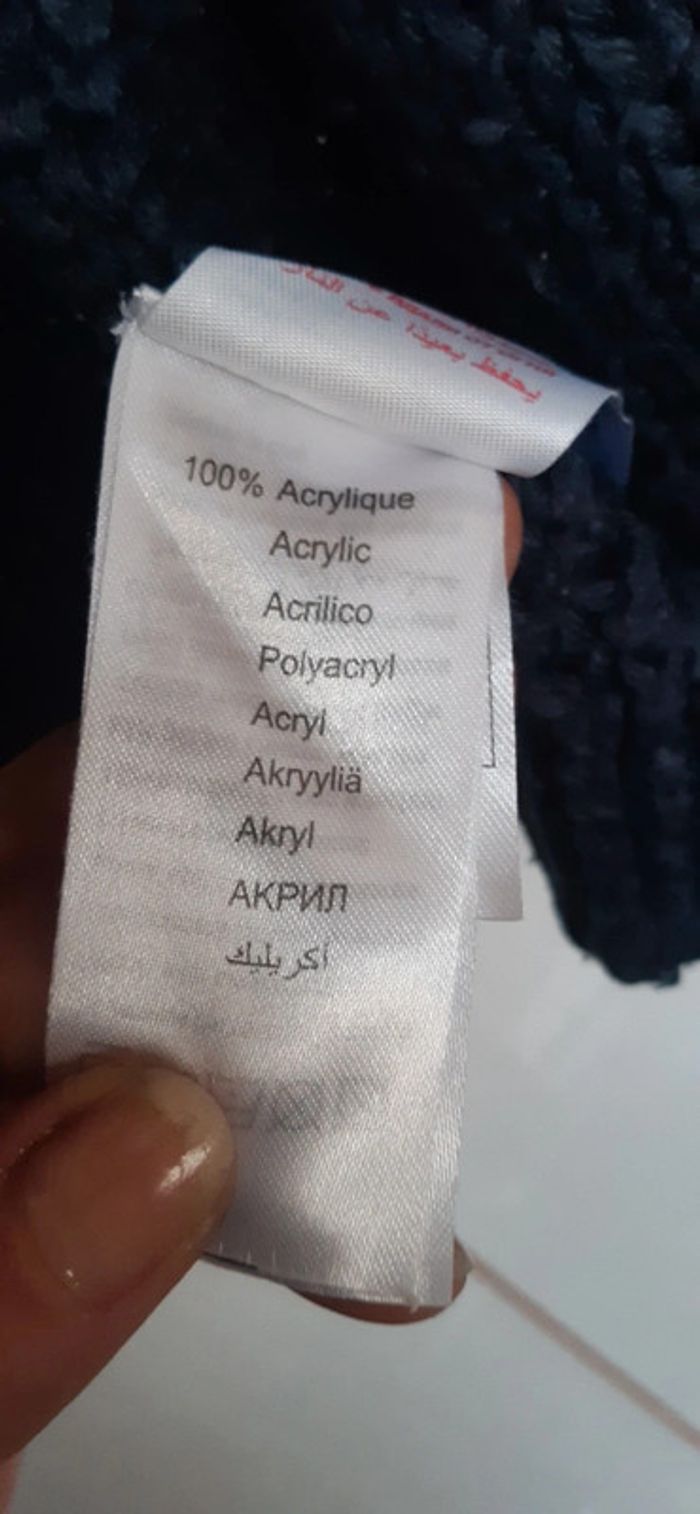 يحفظ بعيدا عن النار
100% Acrylique
Acrylic
Acrilico
Polyacryl
Acryl
Akryyliä
Akryl
АКРИЛ
أكريليك